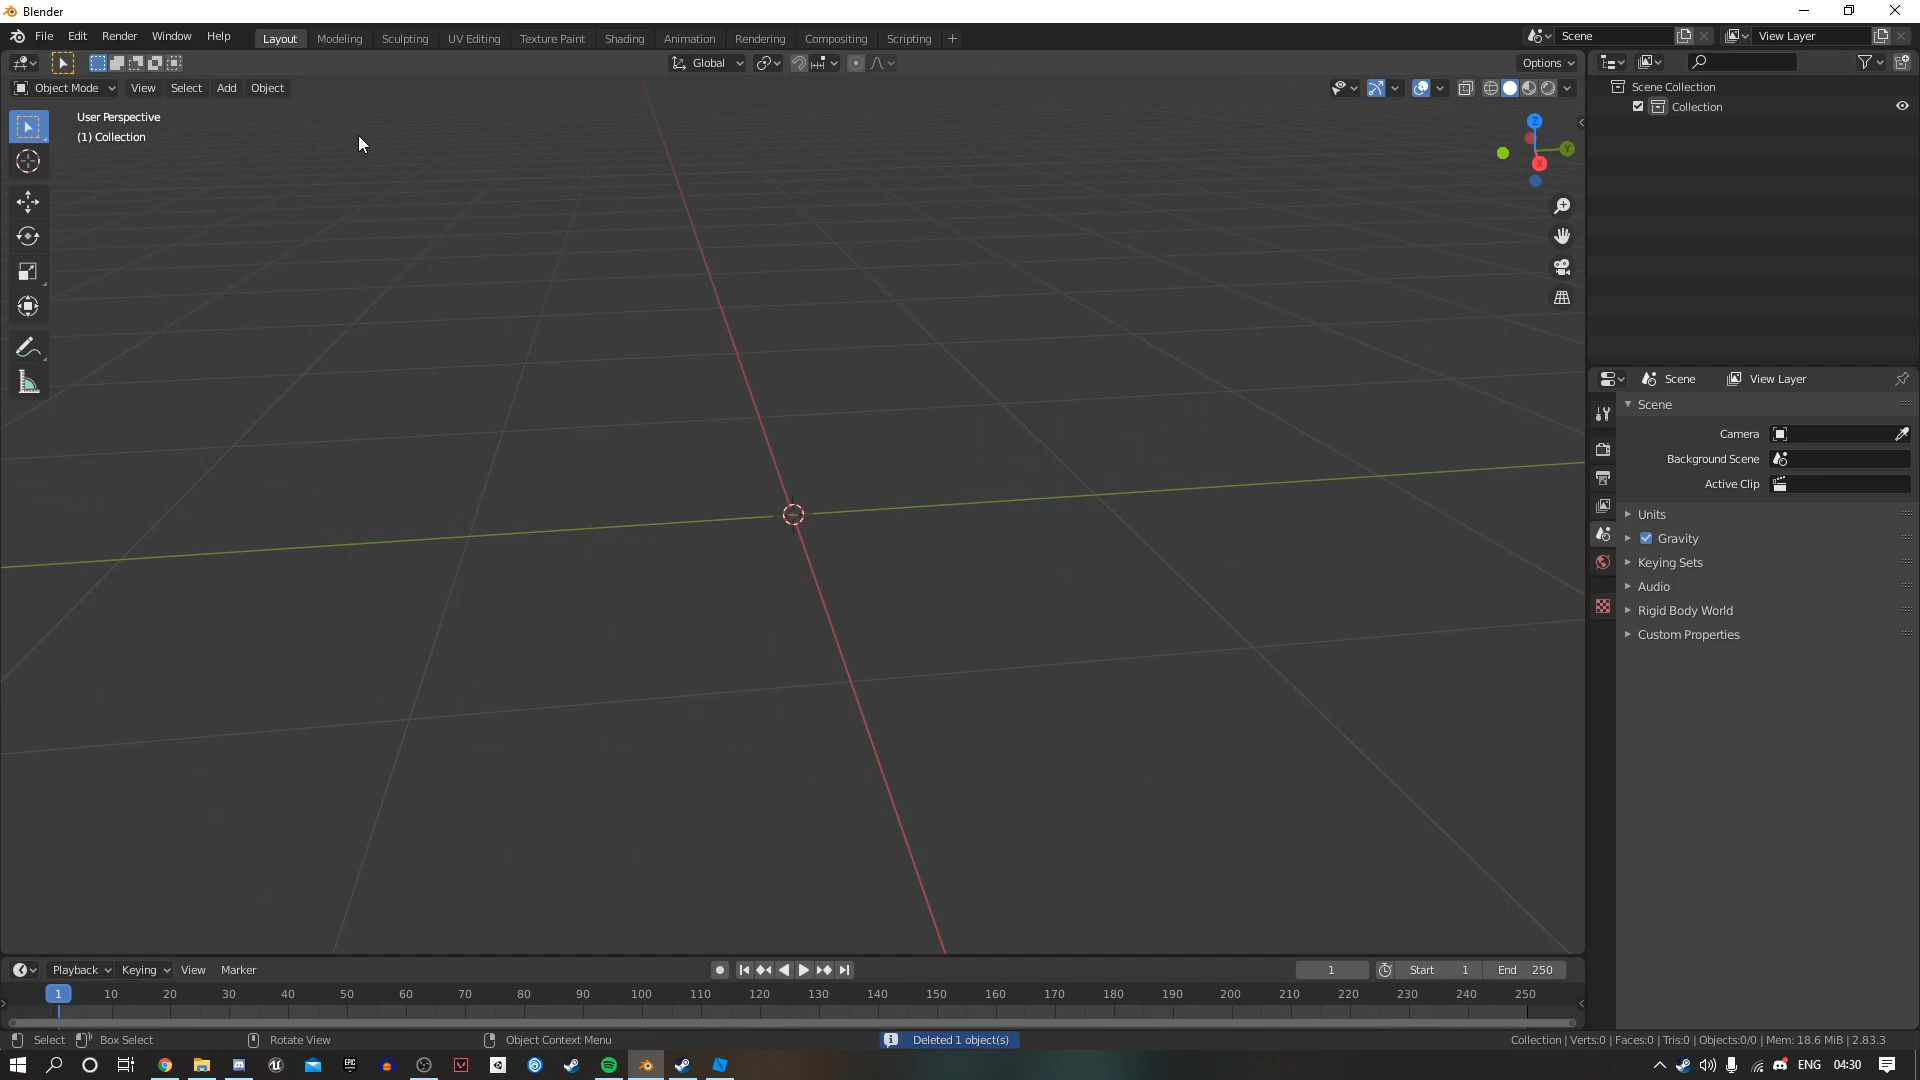 Blender
File Edit Render Window Help Layout Modeling Sculpting UV Editing Texture Paint Shading Animation Rendering Compositing Scripting + Scene View Layer
Global Options
Object Mode View Select Add Object
User Perspective
(1) Collection
Z
Y
X
Scene Collection
Collection
Scene View Layer
Scene
Camera
Background Scene
Active Clip
Units
Gravity
Keying Sets
Audio
Rigid Body World
Custom Properties
Playback Keying View Marker 1 Start 1 End 250
1 10 20 30 40 50 60 70 80 90 100 110 120 130 140 150 160 170 180 190 200 210 220 230 240 250
Select Box Select Rotate View Object Context Menu Deleted 1 object(s) Collection | Verts:0 | Faces:0 | Tris:0 | Objects:0/0 | Mem: 18.6 MiB | 2.83.3
EPIC ENG 04:30